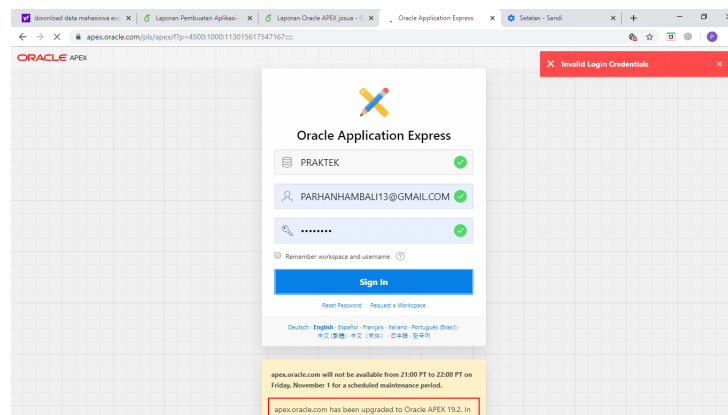 download data mahasiswa exc
Laporan Pembuatan Aplikasi -
Laporan Oracle APEX josua - C
Oracle Application Express
Setelan - Sandi
apex.oracle.com/pls/apex/f?p=4500:1000:113015617547167:::::
ORACLE APEX
Invalid Login Credentials
Oracle Application Express
PRAKTEK
PARHANHAMBALI13@GMAIL.COM
••••••••
Remember workspace and username
Sign In
Reset Password Request a Workspace
Deutsch · English · Español · Français · Italiano · Português (Brasil) ·
中文 (繁體) · 中文 (简体) · 日本語 · 한국어
apex.oracle.com will not be available from 21:00 PT to 22:00 PT on
Friday, November 1 for a scheduled maintenance period.
apex.oracle.com has been upgraded to Oracle APEX 19.2. In